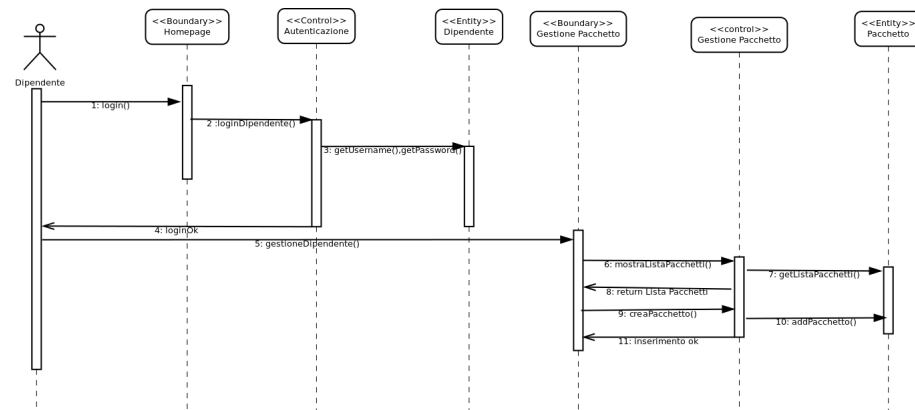 <<Boundary>>
Homepage
<<Control>>
Autenticazione
<<Entity>>
Dipendente
<<Boundary>>
Gestione Pacchetto
<<control>>
Gestione Pacchetto
<<Entity>>
Pacchetto
Dipendente
1: login()
2 :loginDipendente()
3: getUsername(),getPassword()
4: loginOk
5: gestioneDipendente()
6: mostraListaPacchetti()
7: getListaPacchetti()
8: return Lista Pacchetti
9: creaPacchetto()
10: addPacchetto()
11: inserimento ok